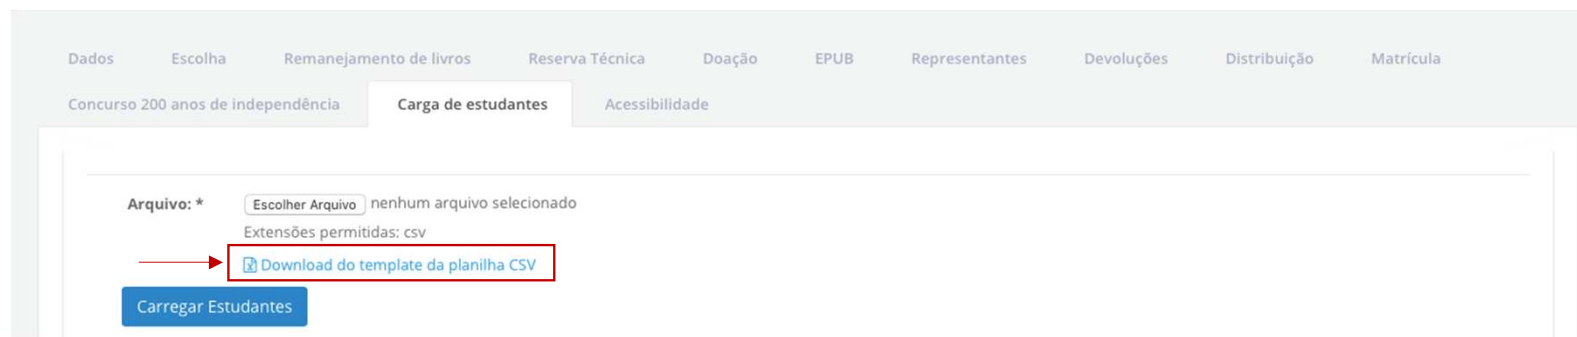 Dados Escolha Remanejamento de livros Reserva Técnica Doação EPUB Representantes Devoluções Distribuição Matrícula
Concurso 200 anos de independência Carga de estudantes Acessibilidade
Arquivo: * Escolher Arquivo nenhum arquivo selecionado
Extensões permitidas: csv
Download do template da planilha CSV
Carregar Estudantes